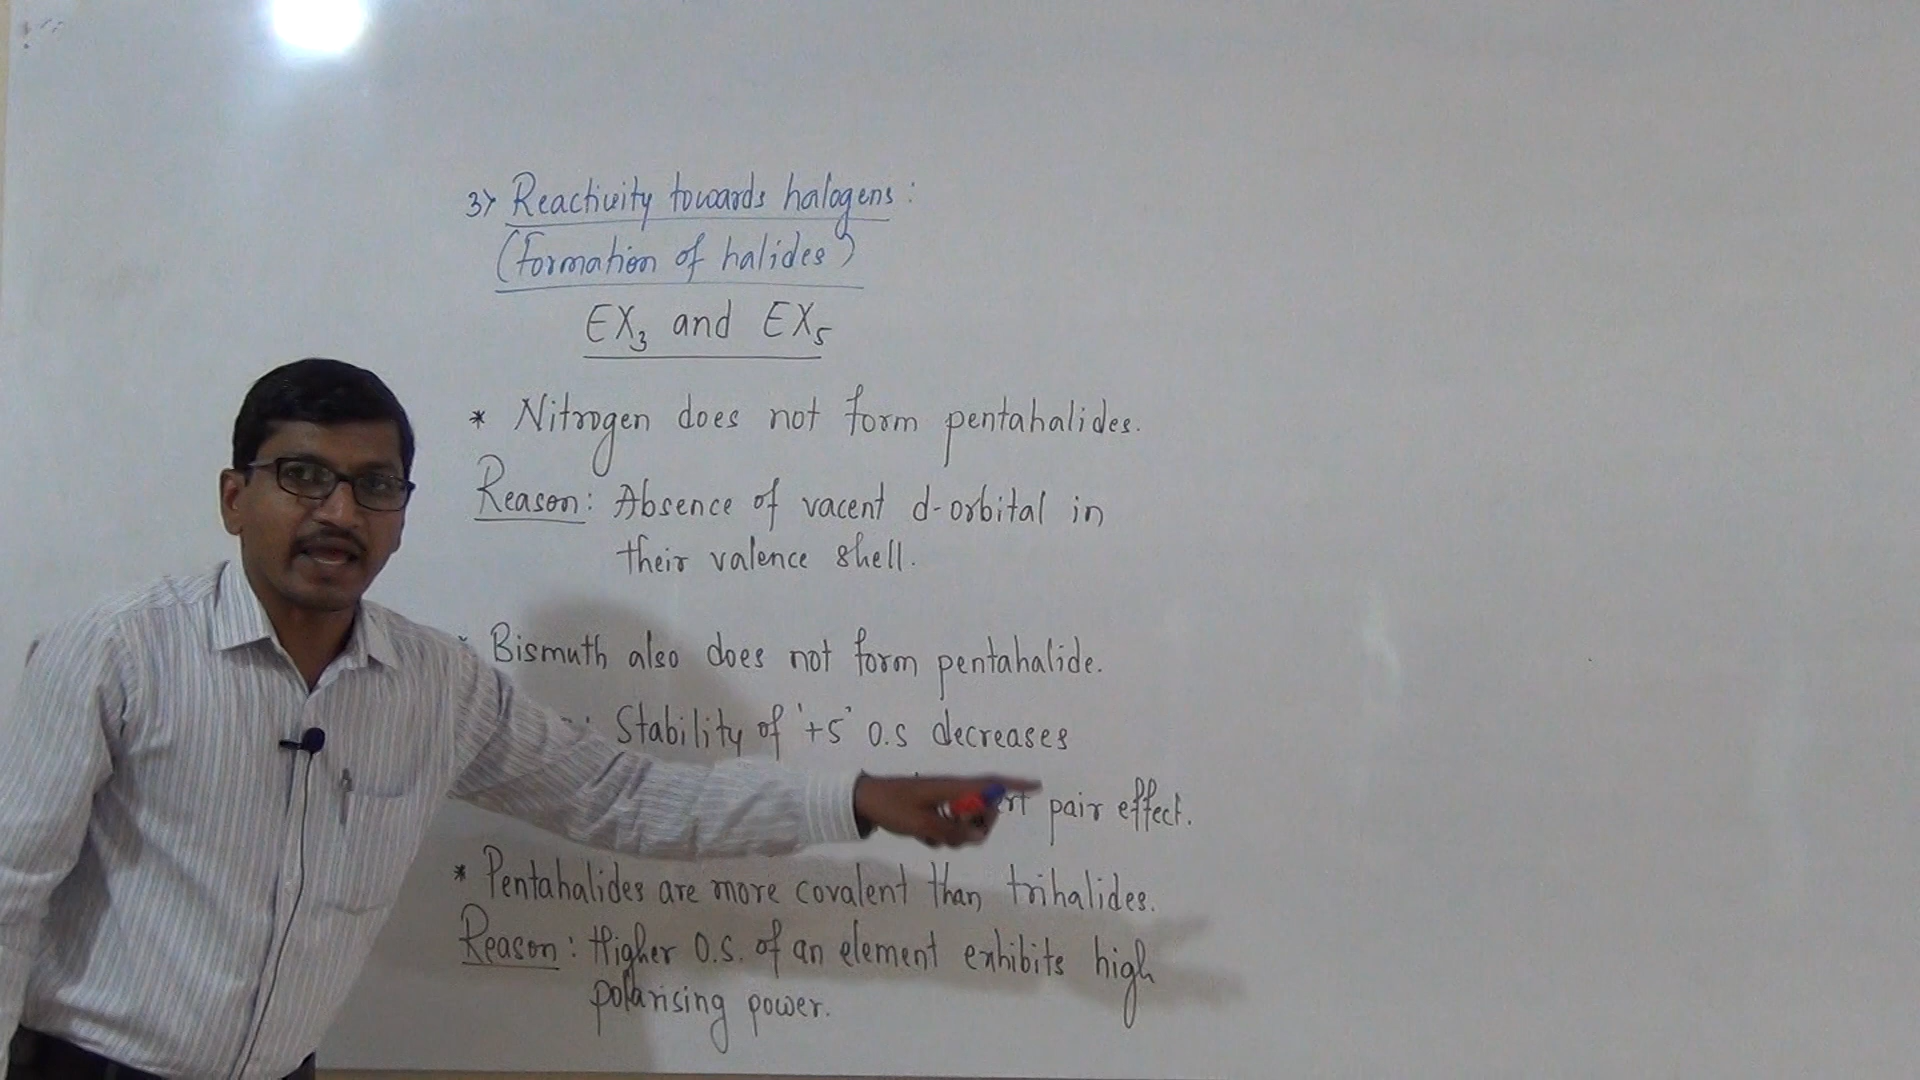 3> Reactivity towards halogens :
(Formation of halides)
EX₃ and EX₅
* Nitrogen does not form pentahalides.
Reason : Absence of vacent d-orbital in
their valence shell.
Bismuth also does not form pentahalide.
: Stability of '+5' O.S decreases
pair effect.
* Pentahalides are more covalent than trihalides.
Reason : Higher O.S. of an element exhibits high
polarising power.